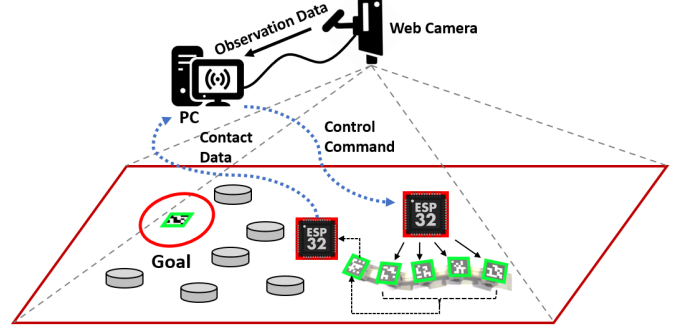 Observation Data
Web Camera
PC
Contact
Data
Control
Command
ESP
32
ESP
32
Goal